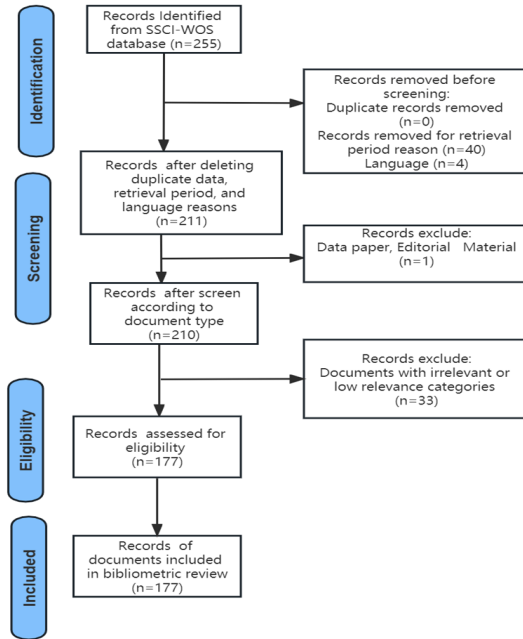 Identification
Records Identified
from SSCI-WOS
database (n=255)
Records removed before
screening:
Duplicate records removed
(n=0)
Records removed for retrieval
period reason (n=40)
Language (n=4)
Screening
Records after deleting
duplicate data,
retrieval period, and
language reasons
(n=211)
Records exclude:
Data paper, Editorial Material
(n=1)
Records after screen
according to
document type
(n=210)
Records exclude:
Documents with irrelevant or
low relevance categories
(n=33)
Eligibility
Records assessed for
eligibility
(n=177)
Included
Records of
documents included
in bibliometric review
(n=177)